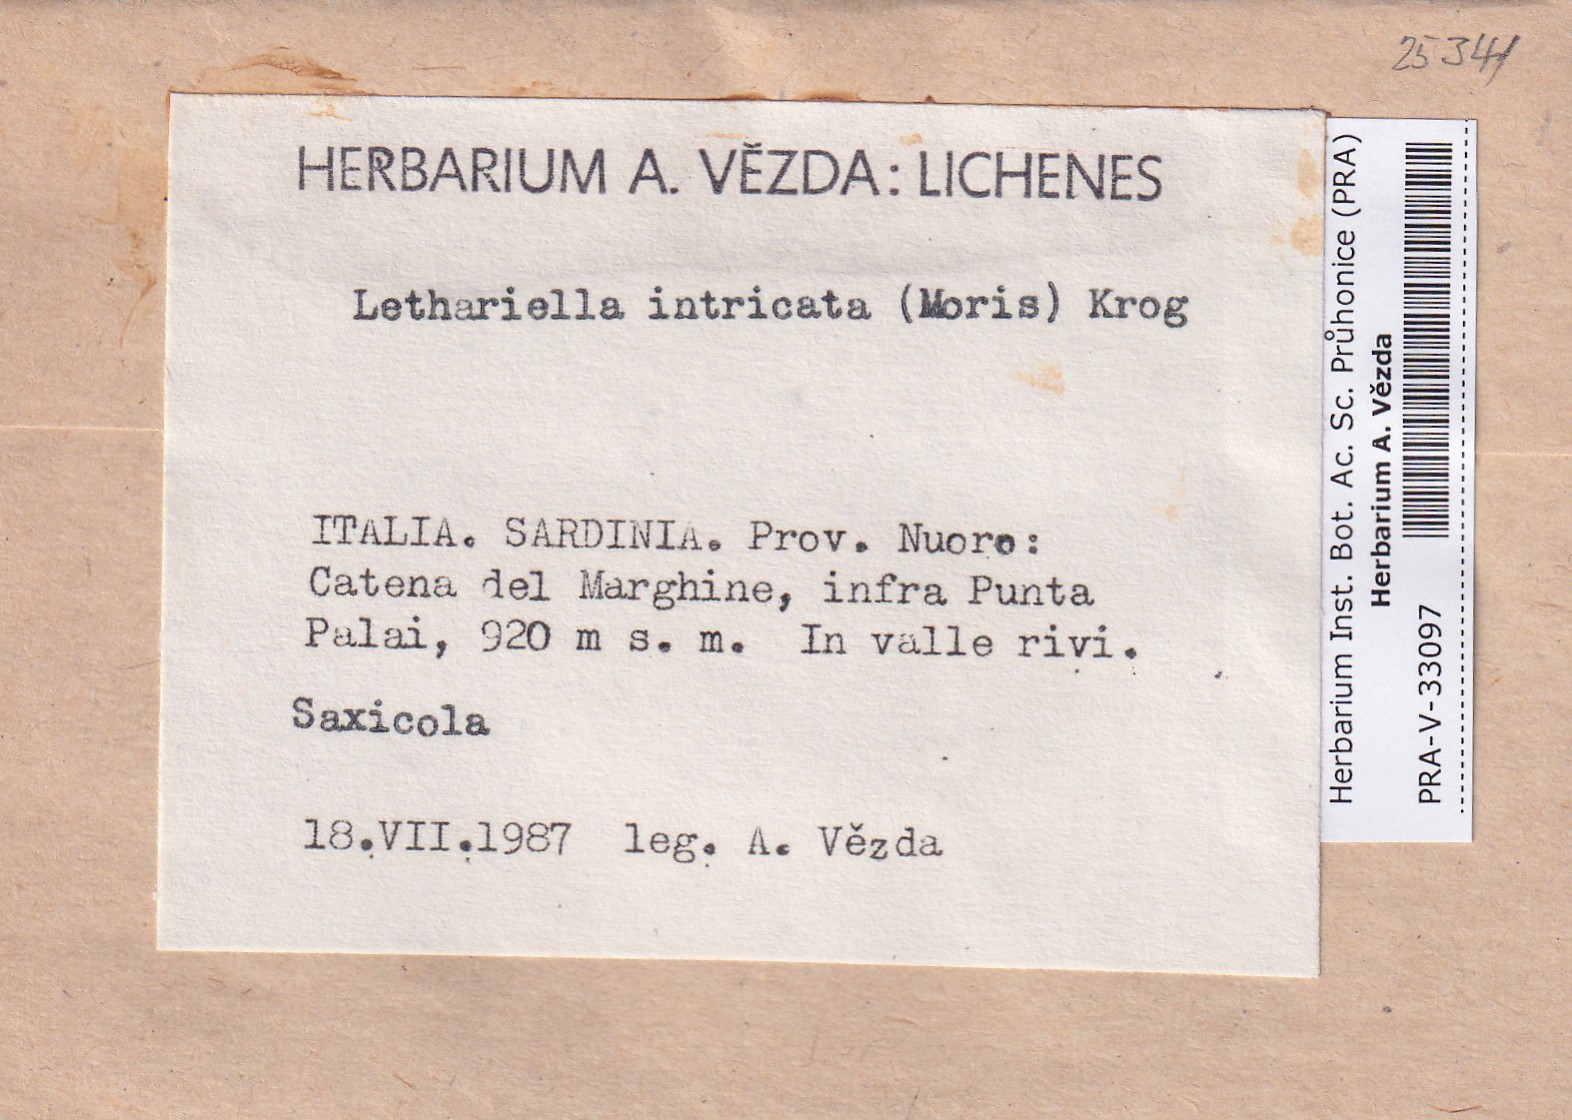 25341
HERBARIUM A. VĚZDA: LICHENES
Lethariella intricata (Moris) Krog
ITALIA. SARDINIA. Prov. Nuoro:
Catena del Marghine, infra Punta
Palai, 920 m s. m. In valle rivi.
Saxicola
18.VII.1987 leg. A. Vězda
Herbarium Inst. Bot. Ac. Sc. Průhonice (PRA)
Herbarium A. Vězda
PRA-V-33097